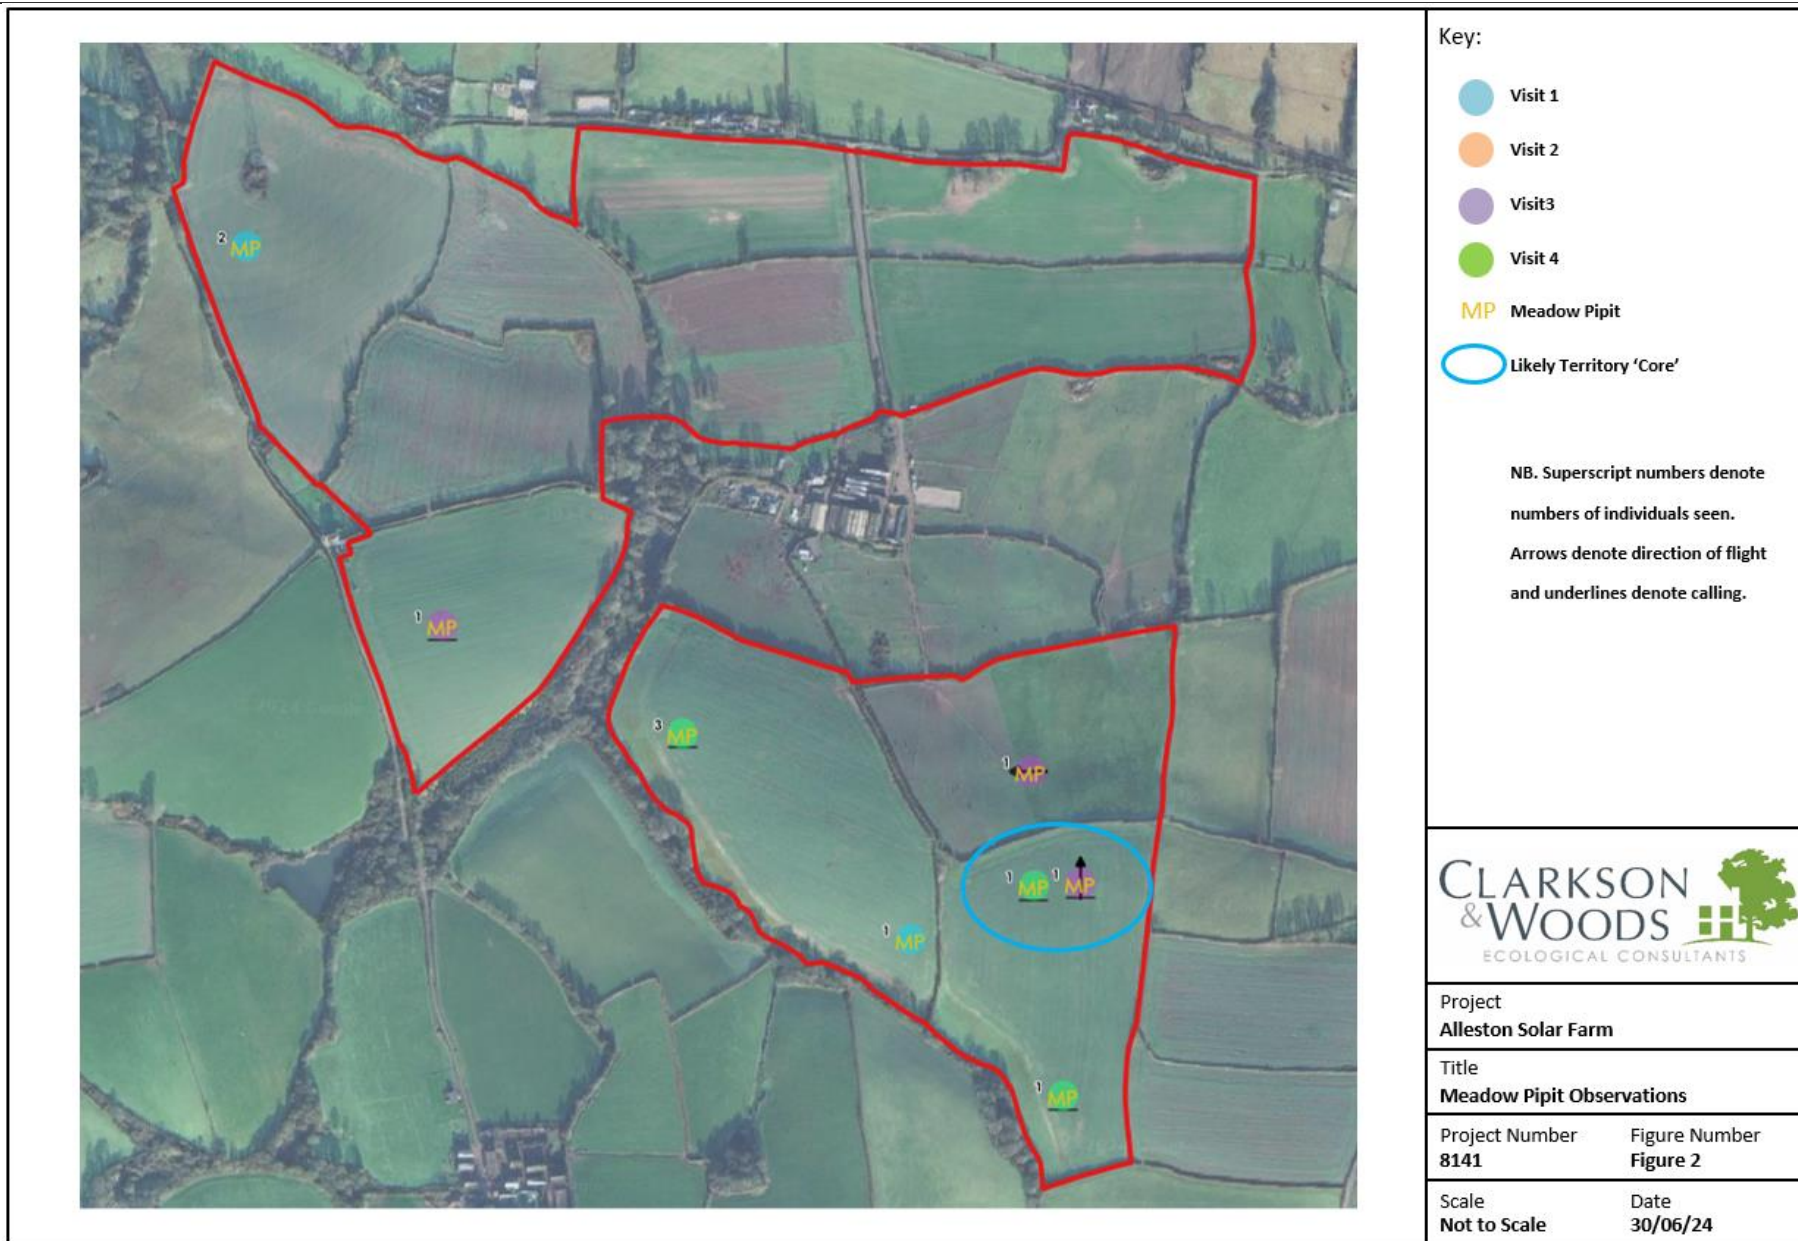 Key:
Visit 1
Visit 2
Visit3
Visit 4
MP Meadow Pipit
Likely Territory ‘Core’
NB. Superscript numbers denote
numbers of individuals seen.
Arrows denote direction of flight
and underlines denote calling.
2 MP
1 MP
3 MP
1 MP
1 MP 1 MP
1 MP
1 MP
CLARKSON
& WOODS
ECOLOGICAL CONSULTANTS
Project
Alleston Solar Farm
Title
Meadow Pipit Observations
Project Number Figure Number
8141 Figure 2
Scale Date
Not to Scale 30/06/24